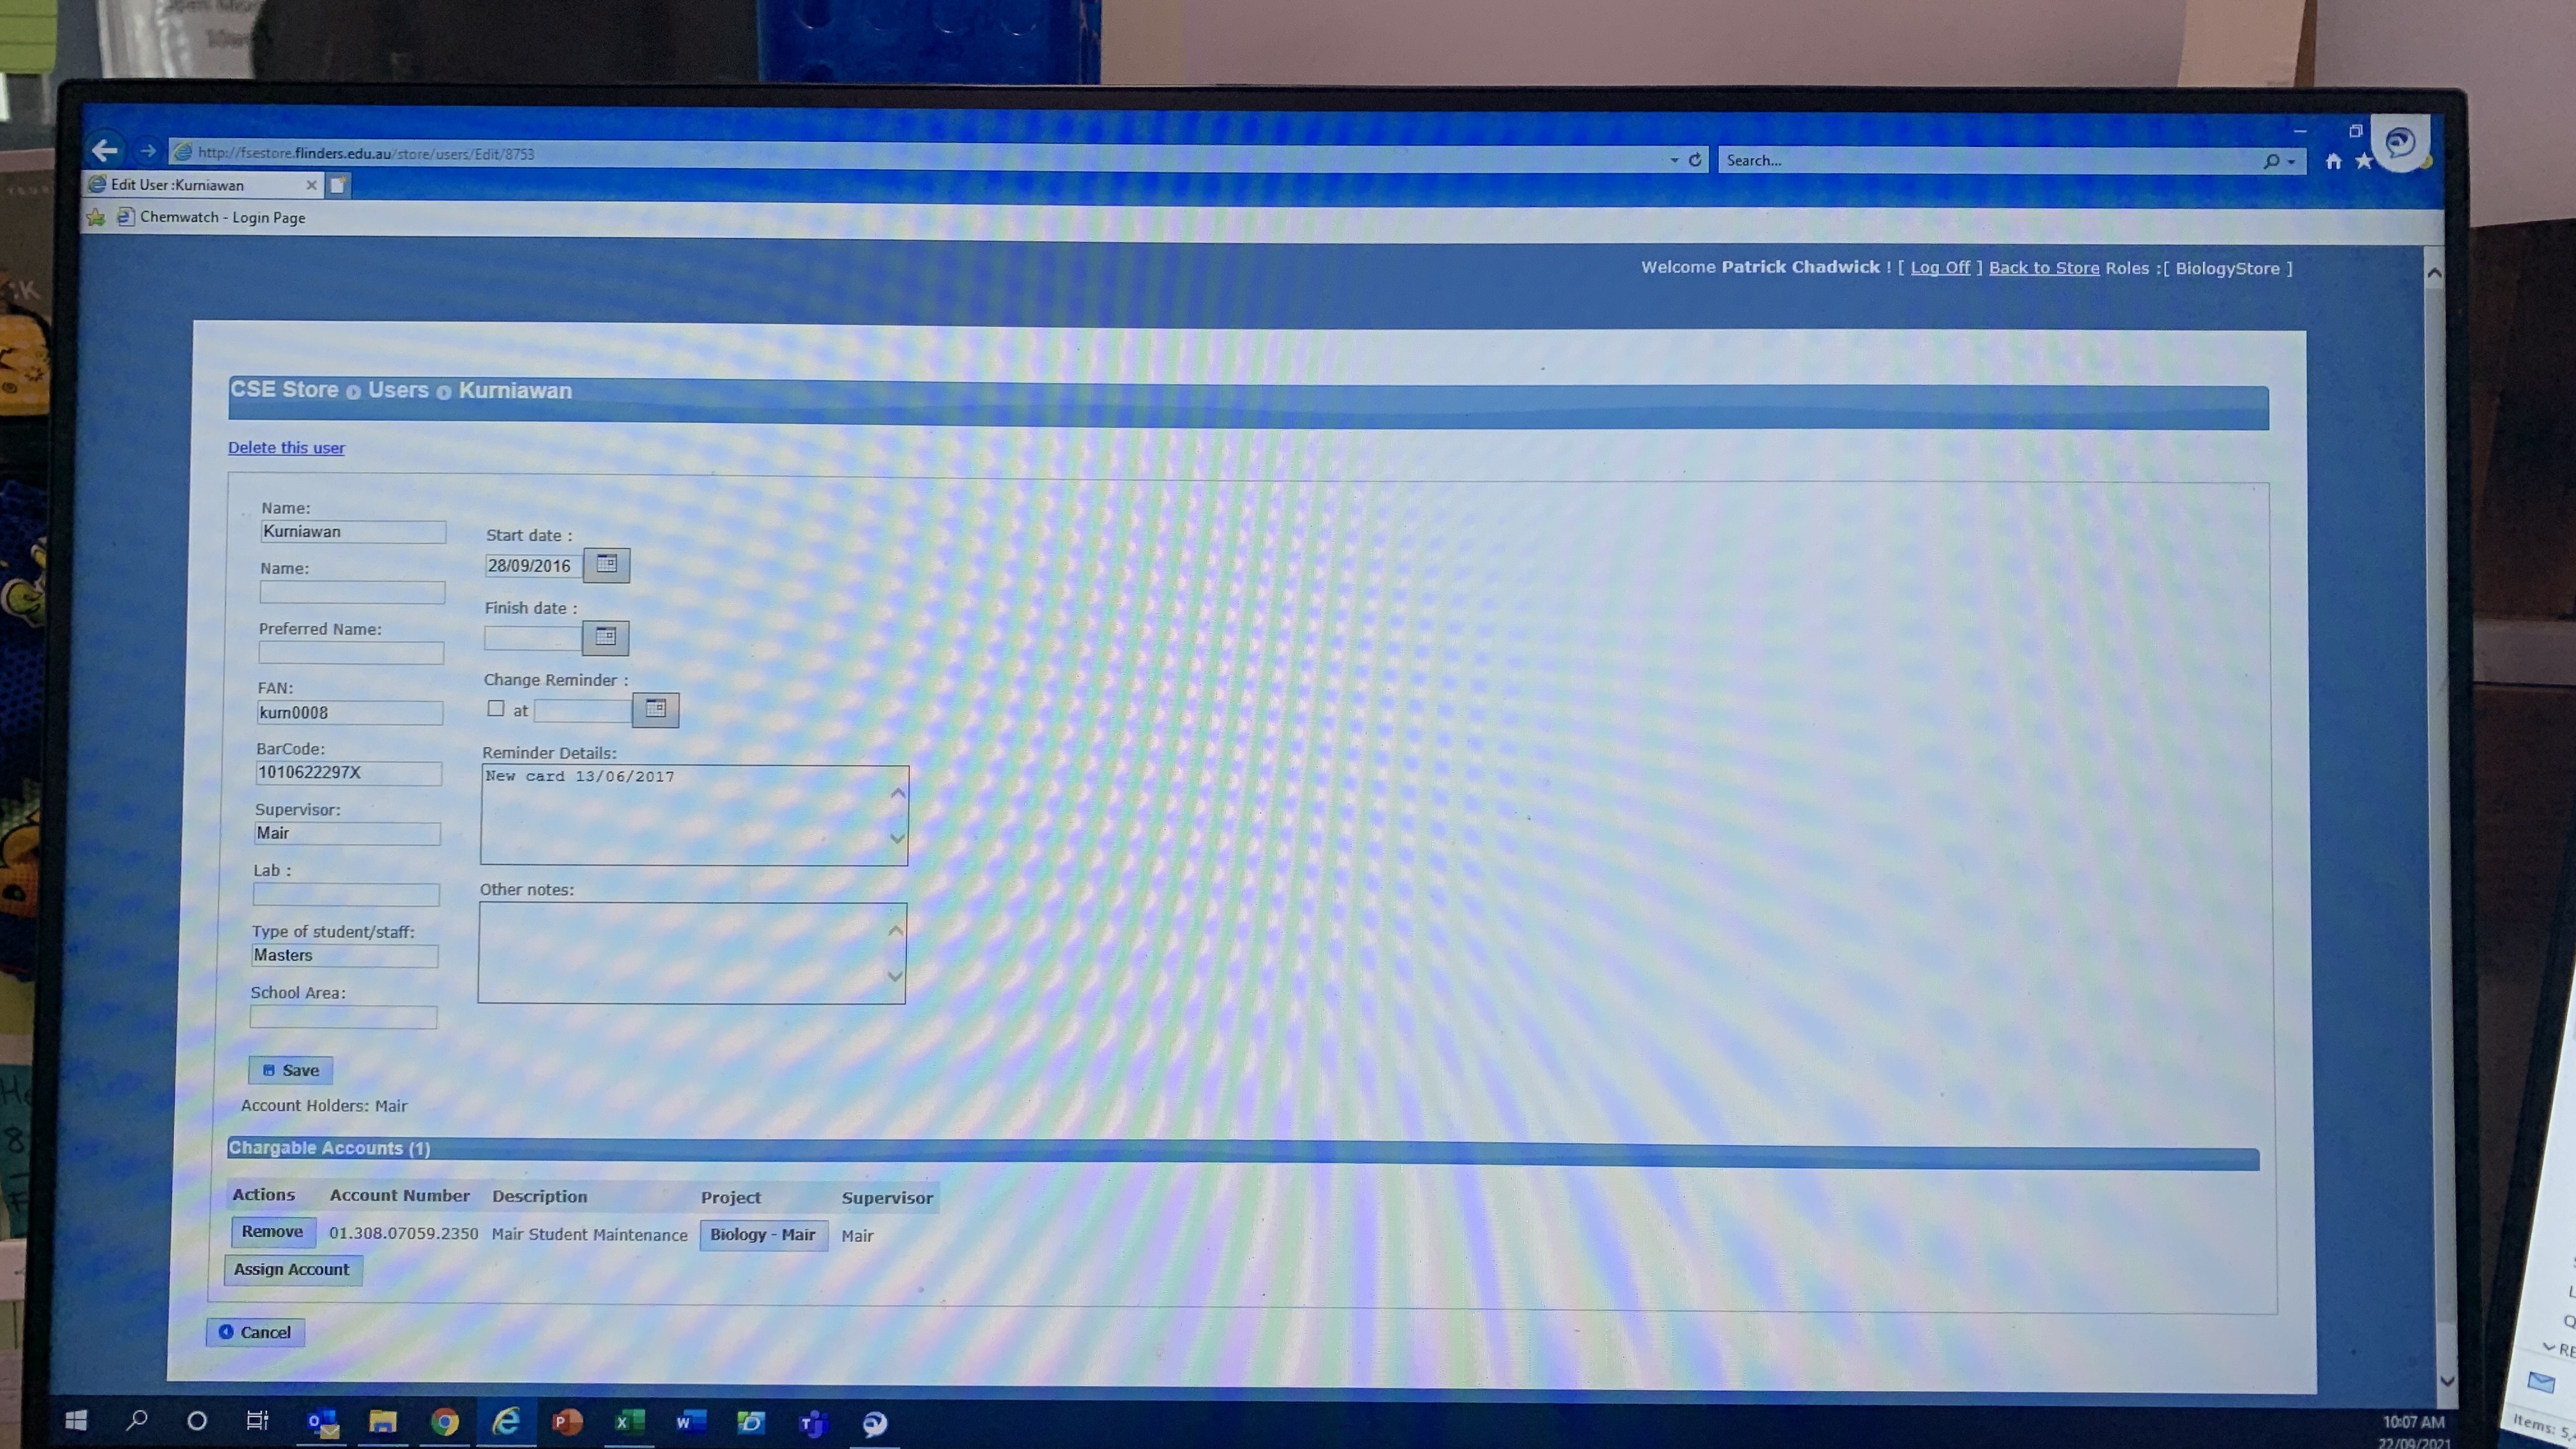 http://fsestore.flinders.edu.au/store/users/Edit/8753
Search...
Edit User :Kurniawan
Chemwatch - Login Page
Welcome Patrick Chadwick ! [ Log Off ] Back to Store Roles :[ BiologyStore ]
CSE Store Users Kurniawan
Delete this user
Name:
Kurniawan
Name:
Preferred Name:
FAN:
kurn0008
BarCode:
1010622297X
Supervisor:
Mair
Lab :
Type of student/staff:
Masters
School Area:
Start date :
28/09/2016
Finish date :
Change Reminder :
at
Reminder Details:
New card 13/06/2017
Other notes:
Save
Account Holders: Mair
Chargable Accounts (1)
Actions Account Number Description Project Supervisor
Remove 01.308.07059.2350 Mair Student Maintenance Biology - Mair Mair
Assign Account
Cancel
10:07 AM
22/09/2021
Items: 5,